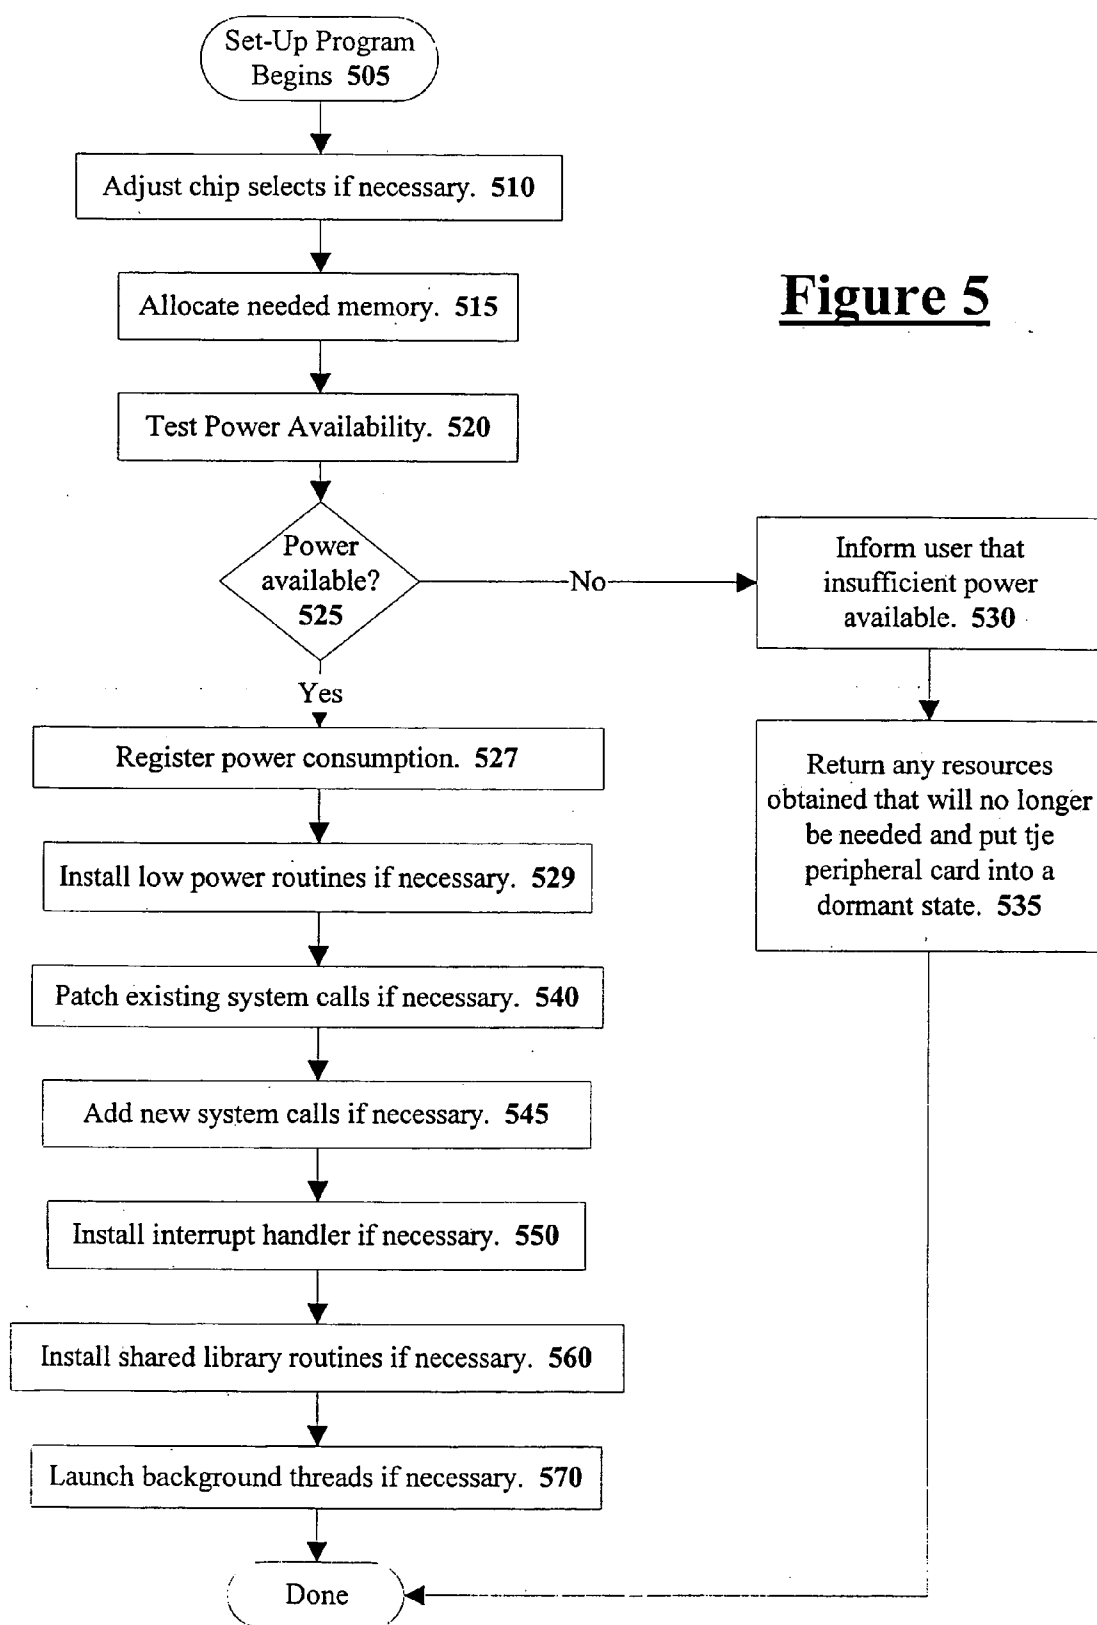 Set-Up Program
Begins 505
Adjust chip selects if necessary. 510
Allocate needed memory. 515
Figure 5
Test Power Availability. 520
Power
available?
525
No
Inform user that
insufficient power
available. 530
Yes
Register power consumption. 527
Return any resources
obtained that will no longer
be needed and put tje
peripheral card into a
dormant state. 535
Install low power routines if necessary. 529
Patch existing system calls if necessary. 540
Add new system calls if necessary. 545
Install interrupt handler if necessary. 550
Install shared library routines if necessary. 560
Launch background threads if necessary. 570
Done